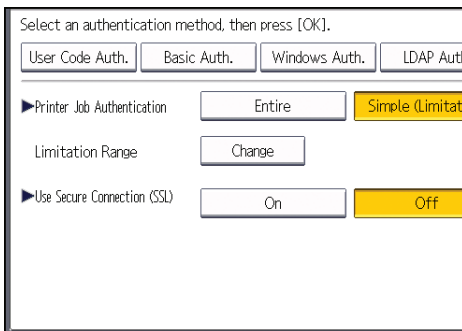 Select an authentication method, then press [OK].
User Code Auth. Basic Auth. Windows Auth. LDAP Aut
▶Printer Job Authentication Entire Simple (Limitat
Limitation Range Change
▶Use Secure Connection (SSL) On Off